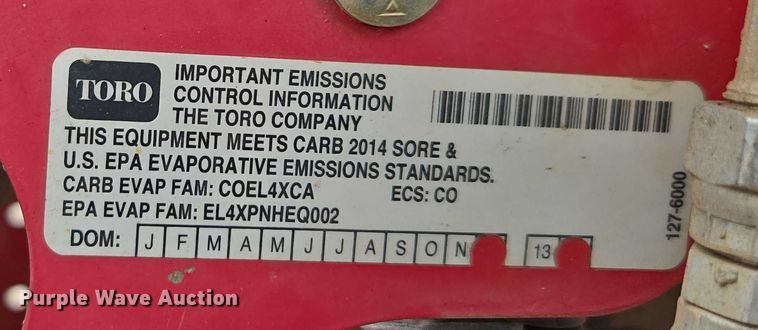 TORO
IMPORTANT EMISSIONS
CONTROL INFORMATION
THE TORO COMPANY
THIS EQUIPMENT MEETS CARB 2014 SORE &
U.S. EPA EVAPORATIVE EMISSIONS STANDARDS.
CARB EVAP FAM: COEL4XCA ECS: CO
EPA EVAP FAM: EL4XPNHEQ002
DOM: J F M A M J J A S O N 13
127-6000
Purple Wave Auction